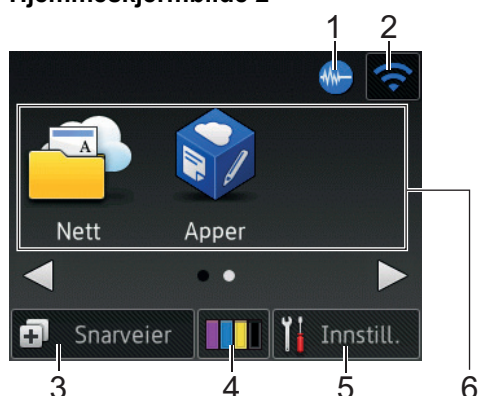 Hjemmeskjermbilde 2
1 2
A
Nett Apper
Snarveier Innstill.
3 4 5 6